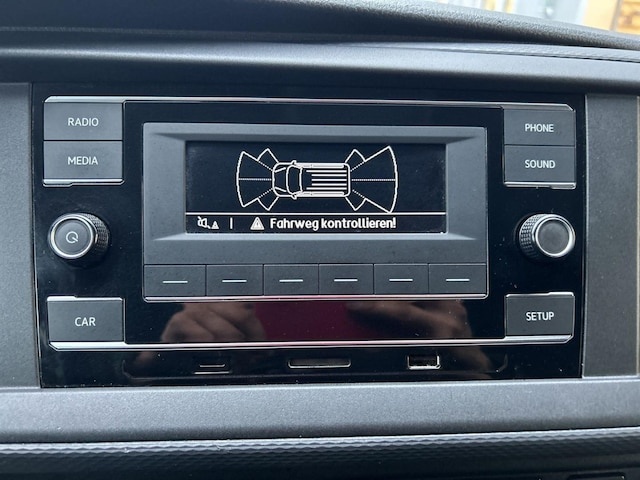 RADIO
MEDIA
PHONE
SOUND
Fahrweg kontrollieren!
CAR
SETUP